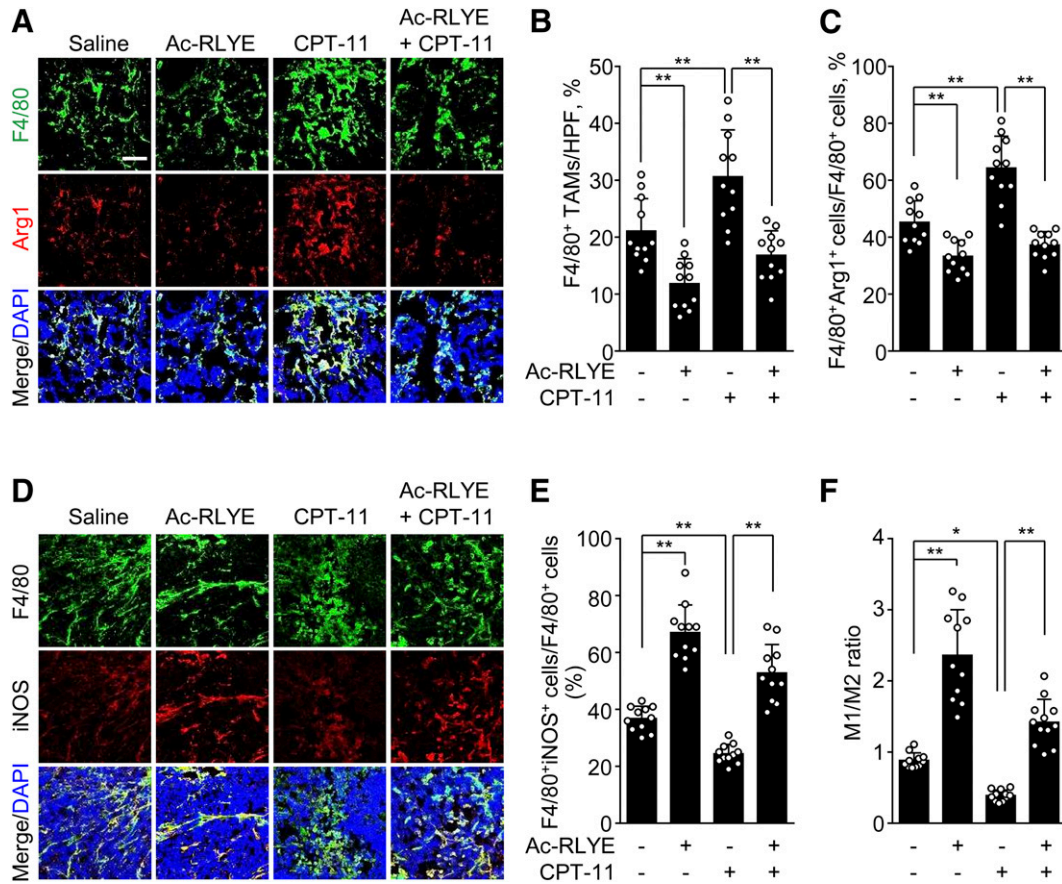 A
Saline
Ac-RLYE
CPT-11
Ac-RLYE
+ CPT-11
F4/80
Arg1
Merge/DAPI
B
F4/80⁺ TAMs/HPF, %
50
40
30
20
10
0
**
**
**
Ac-RLYE - + - +
CPT-11 - - + +
C
F4/80⁺Arg1⁺ cells/F4/80⁺ cells, %
100
80
60
40
20
0
**
**
**
- + - +
- - + +
D
Saline
Ac-RLYE
CPT-11
Ac-RLYE
+ CPT-11
F4/80
iNOS
Merge/DAPI
E
F4/80⁺iNOS⁺ cells/F4/80⁺ cells
(%)
100
80
60
40
20
0
**
**
**
Ac-RLYE - + - +
CPT-11 - - + +
F
M1/M2 ratio
4
3
2
1
0
*
**
**
- + - +
- - + +